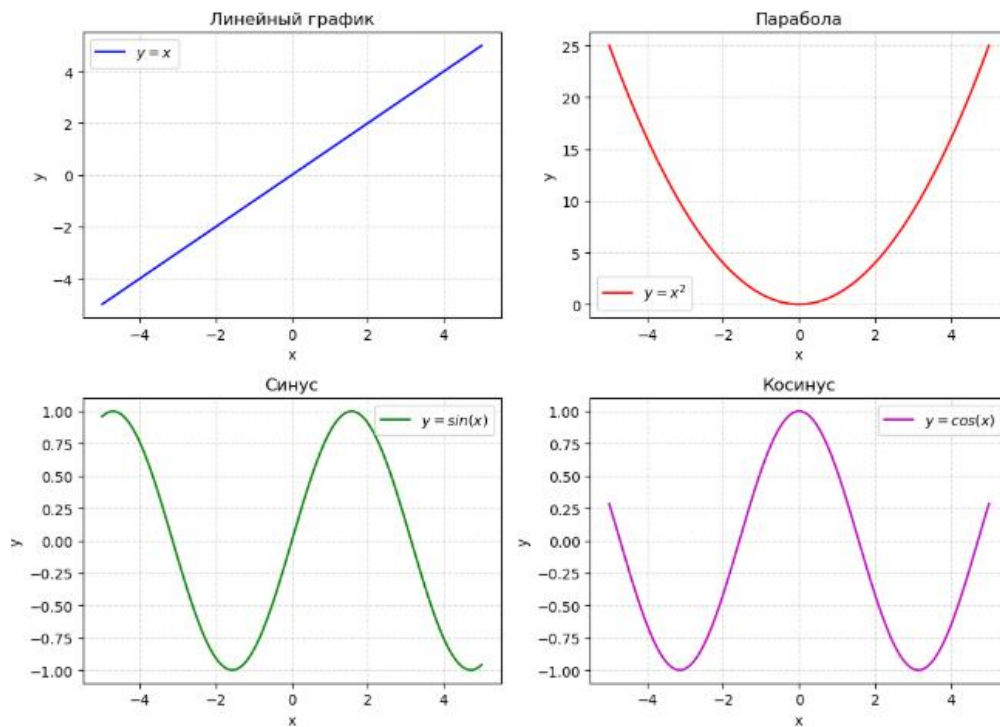 Линейный график
y = x
4
2
0
−2
−4
y
−4 −2 0 2 4
x
Парабола
25
20
15
10
5
0
y
y = x²
−4 −2 0 2 4
x
Синус
y = sin(x)
1.00
0.75
0.50
0.25
0.00
−0.25
−0.50
−0.75
−1.00
y
−4 −2 0 2 4
x
Косинус
y = cos(x)
1.00
0.75
0.50
0.25
0.00
−0.25
−0.50
−0.75
−1.00
y
−4 −2 0 2 4
x